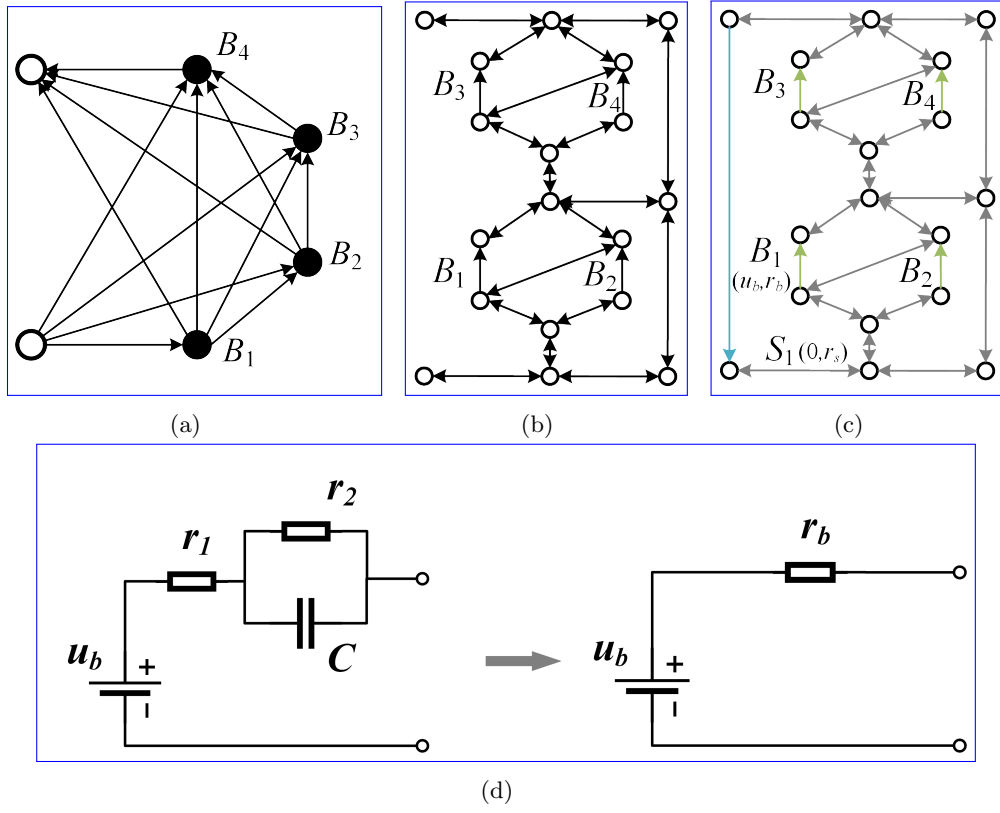 B4
B3
B2
B1
(a)
B3
B4
B1
B2
(b)
B3
B4
B1
(ub,rb)
B2
S1 (0,rs)
(c)
r2
r1
C
ub
+
−
rb
ub
+
−
(d)